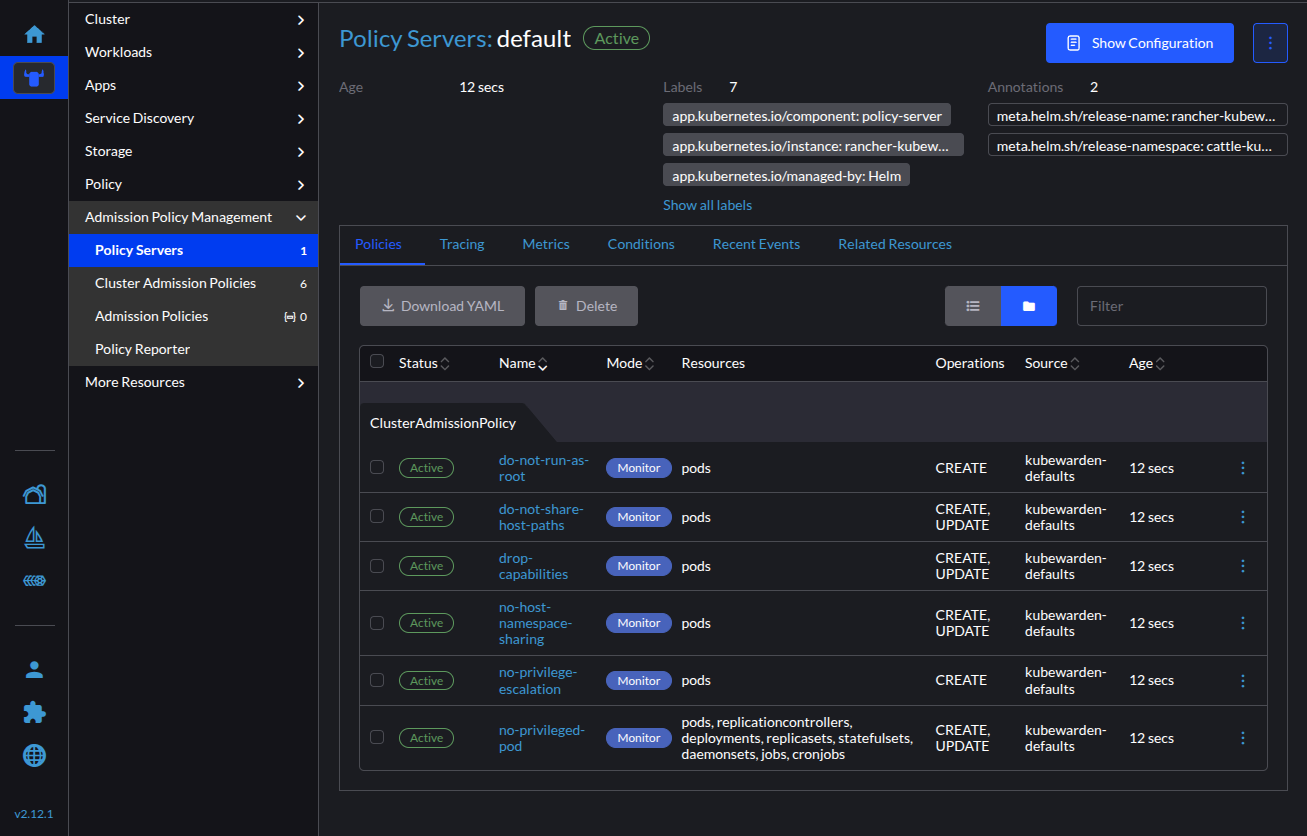 Cluster
Workloads
Apps
Service Discovery
Storage
Policy
Admission Policy Management
Policy Servers 1
Cluster Admission Policies 6
Admission Policies 0
Policy Reporter
More Resources
v2.12.1
Policy Servers: default Active
Show Configuration
Age 12 secs
Labels 7
app.kubernetes.io/component: policy-server
app.kubernetes.io/instance: rancher-kubew...
app.kubernetes.io/managed-by: Helm
Show all labels
Annotations 2
meta.helm.sh/release-name: rancher-kubew...
meta.helm.sh/release-namespace: cattle-ku...
Policies Tracing Metrics Conditions Recent Events Related Resources
Download YAML Delete Filter
Status Name Mode Resources Operations Source Age
ClusterAdmissionPolicy
Active
do-not-run-as-
root
Monitor
pods
CREATE
kubewarden-
defaults
12 secs
Active
do-not-share-
host-paths
Monitor
pods
CREATE,
UPDATE
kubewarden-
defaults
12 secs
Active
drop-
capabilities
Monitor
pods
CREATE,
UPDATE
kubewarden-
defaults
12 secs
Active
no-host-
namespace-
sharing
Monitor
pods
CREATE,
UPDATE
kubewarden-
defaults
12 secs
Active
no-privilege-
escalation
Monitor
pods
CREATE
kubewarden-
defaults
12 secs
Active
no-privileged-
pod
Monitor
pods, replicationcontrollers,
deployments, replicasets, statefulsets,
daemonsets, jobs, cronjobs
CREATE,
UPDATE
kubewarden-
defaults
12 secs